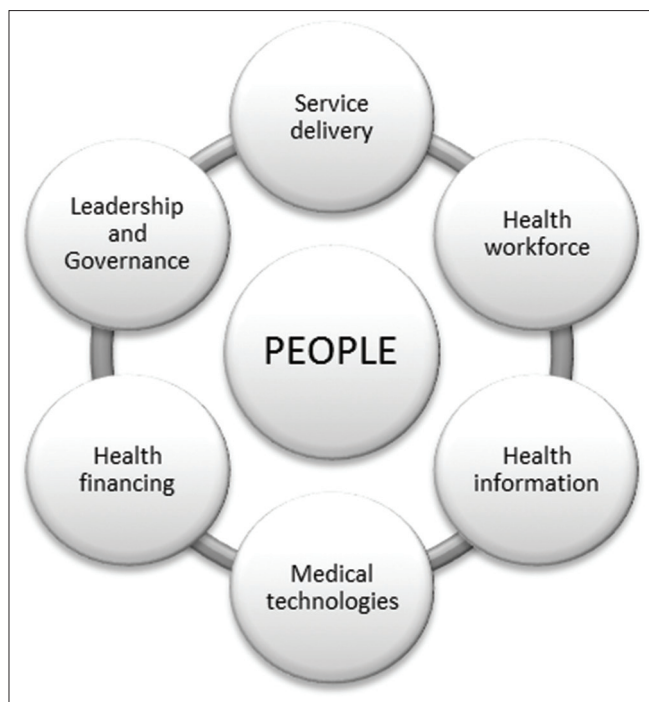 Service
delivery
Health
workforce
Health
information
Medical
technologies
Health
financing
Leadership
and
Governance
PEOPLE